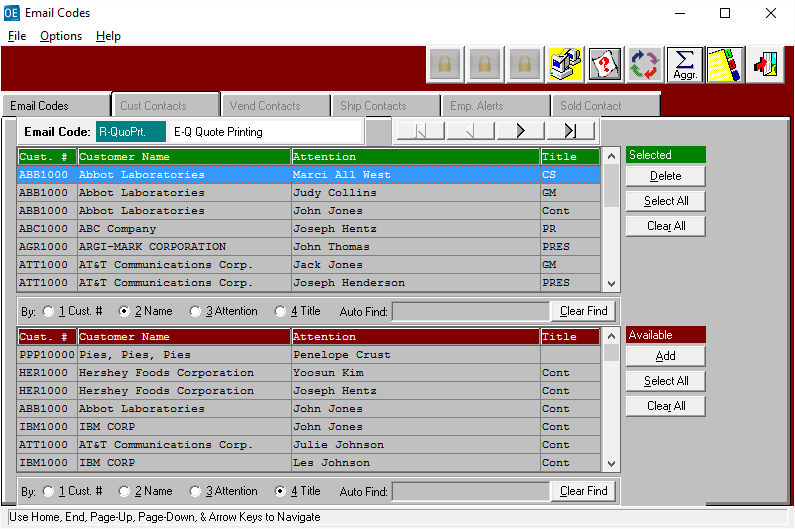 OE Email Codes
File Options Help
Σ
Aggr.
Email Codes Cust Contacts Vend Contacts Ship Contacts Emp. Alerts Sold Contact
Email Code: R-QuoPrt. E-Q Quote Printing
Cust. # Customer Name Attention Title
ABB1000 Abbot Laboratories Marci All West CS
ABB1000 Abbot Laboratories Judy Collins GM
ABB1000 Abbot Laboratories John Jones Cont
ABC1000 ABC Company Joseph Hentz PR
AGR1000 ARGI-MARK CORPORATION John Thomas PRES
ATT1000 AT&T Communications Corp. Jack Jones GM
ATT1000 AT&T Communications Corp. Joseph Henderson PRES
Selected
Delete
Select All
Clear All
By: 1 Cust. # 2 Name 3 Attention 4 Title Auto Find: Clear Find
Cust. # Customer Name Attention Title
PPP10000 Pies, Pies, Pies Penelope Crust
HER1000 Hershey Foods Corporation Yoosun Kim Cont
HER1000 Hershey Foods Corporation Joseph Hentz Cont
ABB1000 Abbot Laboratories John Jones Cont
IBM1000 IBM CORP John Jones Cont
ATT1000 AT&T Communications Corp. Julie Johnson Cont
IBM1000 IBM CORP Les Johnson Cont
Available
Add
Select All
Clear All
By: 1 Cust. # 2 Name 3 Attention 4 Title Auto Find: Clear Find
Use Home, End, Page-Up, Page-Down, & Arrow Keys to Navigate